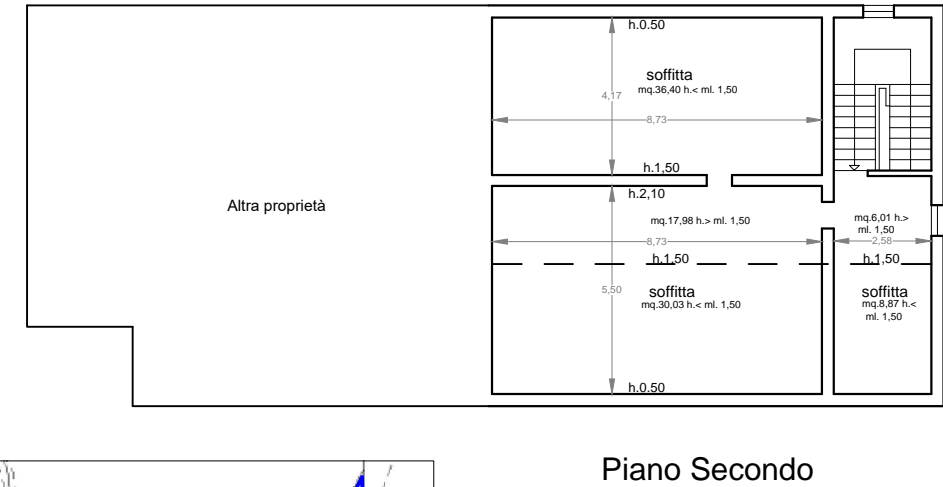 h.0.50
soffitta
mq.36,40 h.< ml. 1,50
4,17
8,73
h.1,50
h.2,10
Altra proprietà
mq.17,98 h.> ml. 1,50
mq.6,01 h.>
ml. 1,50
8,73
2,58
h.1,50
h.1,50
5,50
soffitta
mq.30,03 h.< ml. 1,50
soffitta
mq.8,87 h.<
ml. 1,50
h.0.50
Piano Secondo